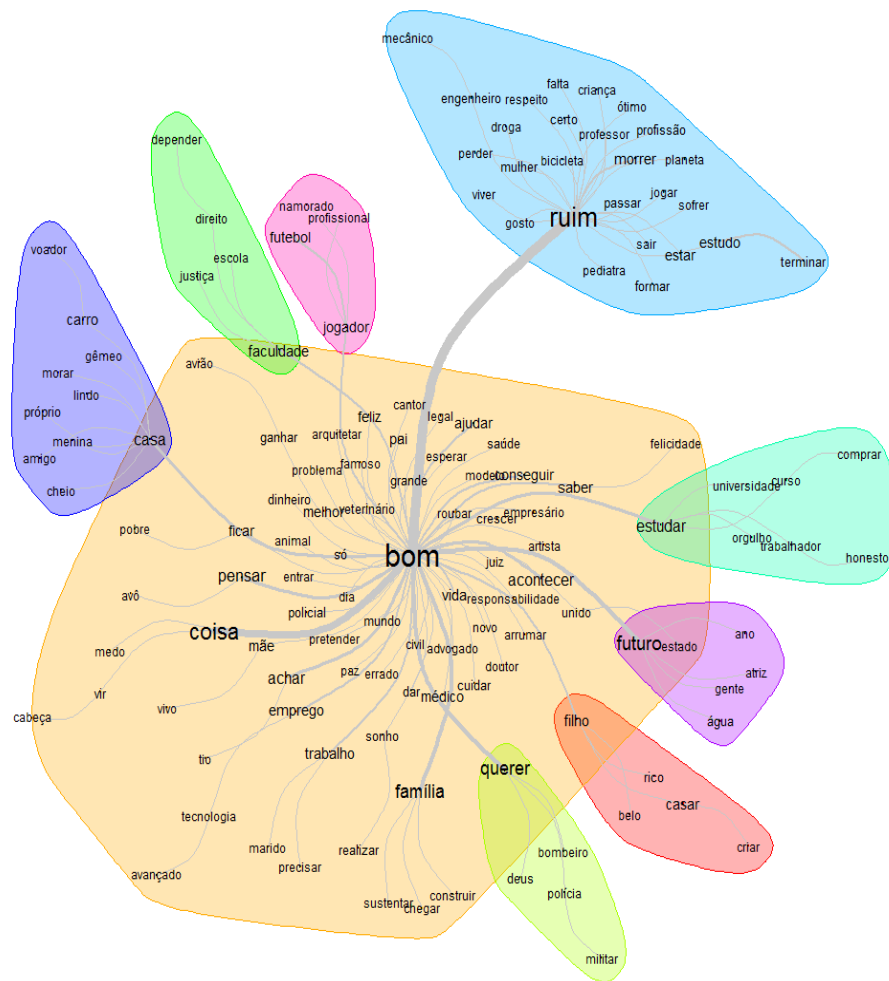 mecânico
falta
criança
engenheiro
respeito
ótimo
droga
certo
professor
profissão
perder
mulher
bicicleta
morrer
planeta
viver
passar
jogar
sofrer
gosto
ruim
sair
estar
estudo
pediatra
formar
terminar
depender
direito
escola
justiça
faculdade
namorado
profissional
futebol
jogador
voador
carro
gêmeo
morar
lindo
próprio
menina
casa
amigo
cheio
avião
cantor
legal
feliz
ajudar
ganhar
arquitetar
pai
saúde
felicidade
problema
famoso
esperar
grande
modelo
conseguir
saber
dinheiro
melhor
veterinário
roubar
crescer
empresário
pobre
ficar
animal
só
bom
artista
juiz
acontecer
pensar
entrar
avô
dia
vida
responsabilidade
unido
policial
mundo
novo
coisa
mãe
pretender
civil
advogado
arrumar
medo
paz
errado
doutor
achar
vir
dar
médico
cuidar
cabeça
vivo
emprego
sonho
tio
trabalho
família
tecnologia
marido
precisar
realizar
avançado
sustentar
chegar
construir
comprar
universidade
curso
estudar
orgulho
trabalhador
honesto
futuro
estado
ano
atriz
gente
água
filho
rico
belo
casar
criar
querer
bombeiro
deus
polícia
militar